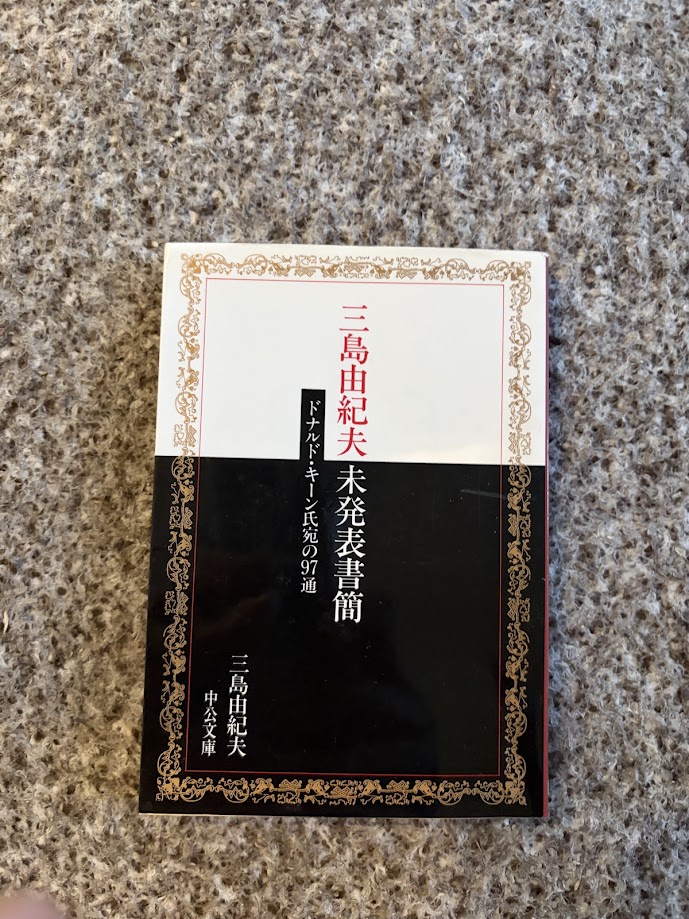 三島由紀夫未発表書簡
ドナルド・キーン氏宛の97通
三島由紀夫
中公文庫